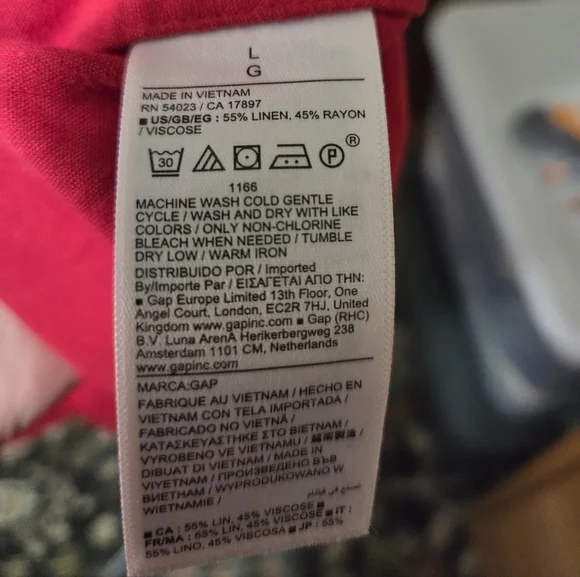 L
G
MADE IN VIETNAM
RN 54023 / CA 17897
■ US/GB/EG : 55% LINEN, 45% RAYON
/ VISCOSE
30 P ®
1166
MACHINE WASH COLD GENTLE
CYCLE / WASH AND DRY WITH LIKE
COLORS / ONLY NON-CHLORINE
BLEACH WHEN NEEDED / TUMBLE
DRY LOW / WARM IRON
DISTRIBUIDO POR / Imported
By/Importe Par / ΕΙΣΑΓΕΤΑΙ ΑΠΟ ΤΗΝ:
■ Gap Europe Limited 13th Floor, One
Angel Court, London, EC2R 7HJ, United
Kingdom www.gapinc.com ■ Gap (RHC)
B.V. Luna ArenA Herikerbergweg 238
Amsterdam 1101 CM, Netherlands
www.gapinc.com
MARCA:GAP
FABRIQUE AU VIETNAM / HECHO EN
VIETNAM CON TELA IMPORTADA /
FABRICADO NO VIETNÃ /
ΚΑΤΑΣΚΕΥΑΣΤΗΚΕ ΣΤΟ ΒΙΕΤΝΑΜ /
VYROBENO VE VIETNAMU / 越南製造 /
DIBUAT DI VIETNAM / MADE IN
VIYETNAM / ПРОИЗВЕДЕНО ВЪВ
ВИЕТНАМ / WYPRODUKOWANO W
WIETNAMIE /
■ CA : 55% LIN, 45% VISCOSE ■
FR/MA : 55% LIN, 45% VISCOSE ■ IT :
55% LINO, 45% VISCOSA ■ JP : 55%